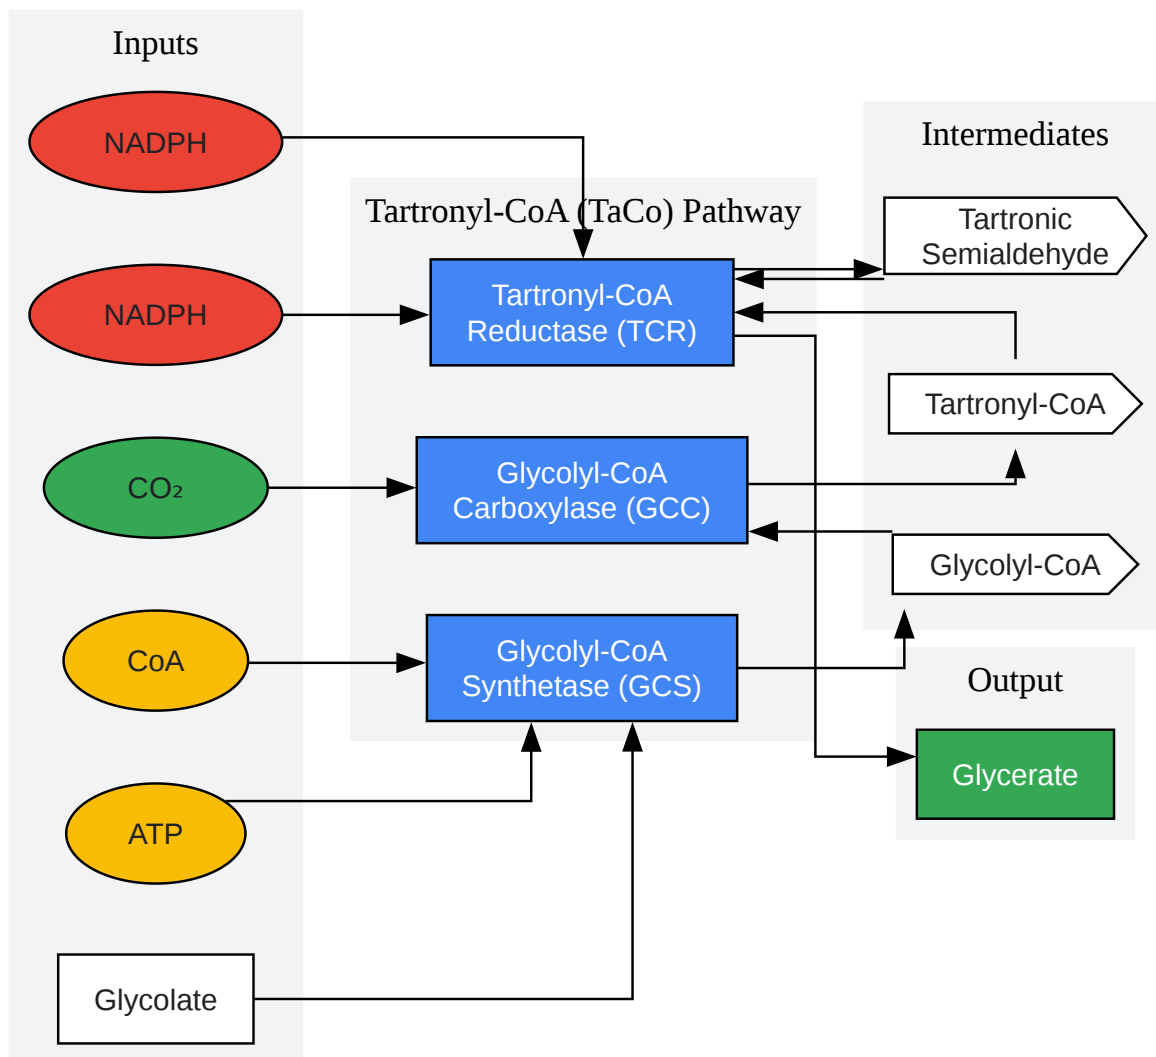 Inputs
NADPH
NADPH
CO₂
CoA
ATP
Glycolate
Tartronyl-CoA (TaCo) Pathway
Tartronyl-CoA
Reductase (TCR)
Glycolyl-CoA
Carboxylase (GCC)
Glycolyl-CoA
Synthetase (GCS)
Intermediates
Tartronic
Semialdehyde
Tartronyl-CoA
Glycolyl-CoA
Output
Glycerate